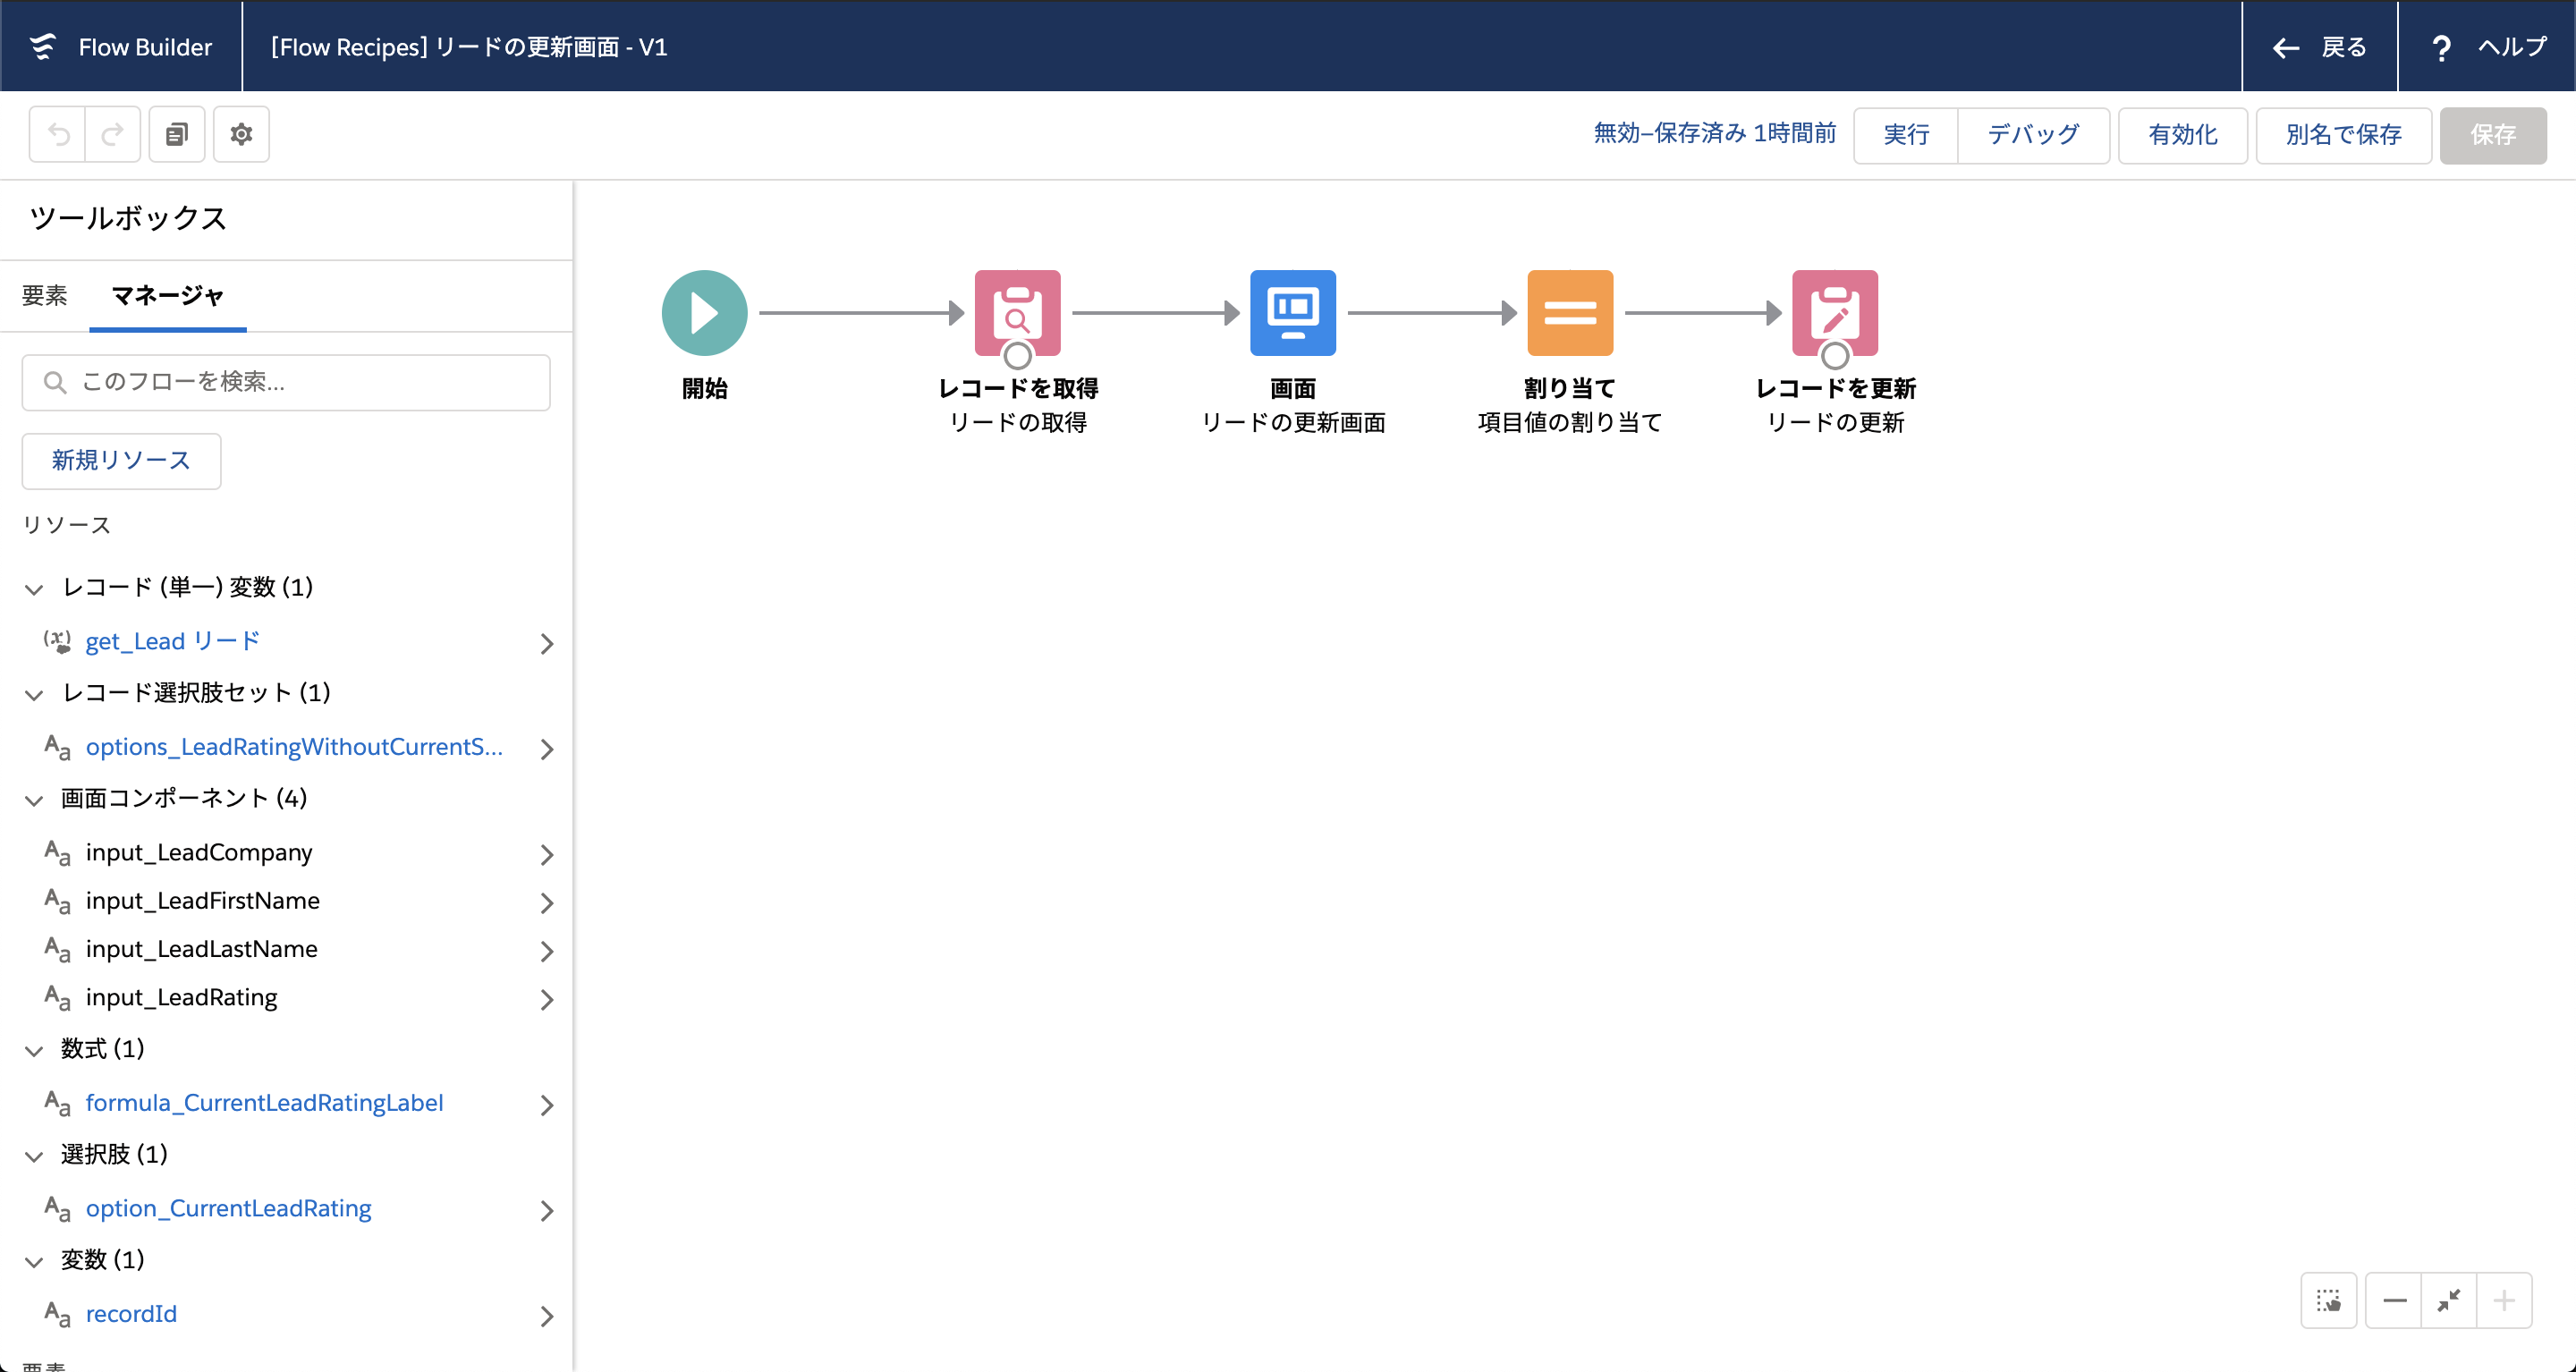 Flow Builder
[Flow Recipes] リードの更新画面 - V1
戻る
? ヘルプ
無効–保存済み 1時間前
実行
デバッグ
有効化
別名で保存
保存
ツールボックス
要素
マネージャ
このフローを検索...
新規リソース
リソース
レコード (単一) 変数 (1)
get_Lead リード
レコード選択肢セット (1)
options_LeadRatingWithoutCurrentS...
画面コンポーネント (4)
input_LeadCompany
input_LeadFirstName
input_LeadLastName
input_LeadRating
数式 (1)
formula_CurrentLeadRatingLabel
選択肢 (1)
option_CurrentLeadRating
変数 (1)
recordId
要素
開始
レコードを取得
リードの取得
画面
リードの更新画面
割り当て
項目値の割り当て
レコードを更新
リードの更新